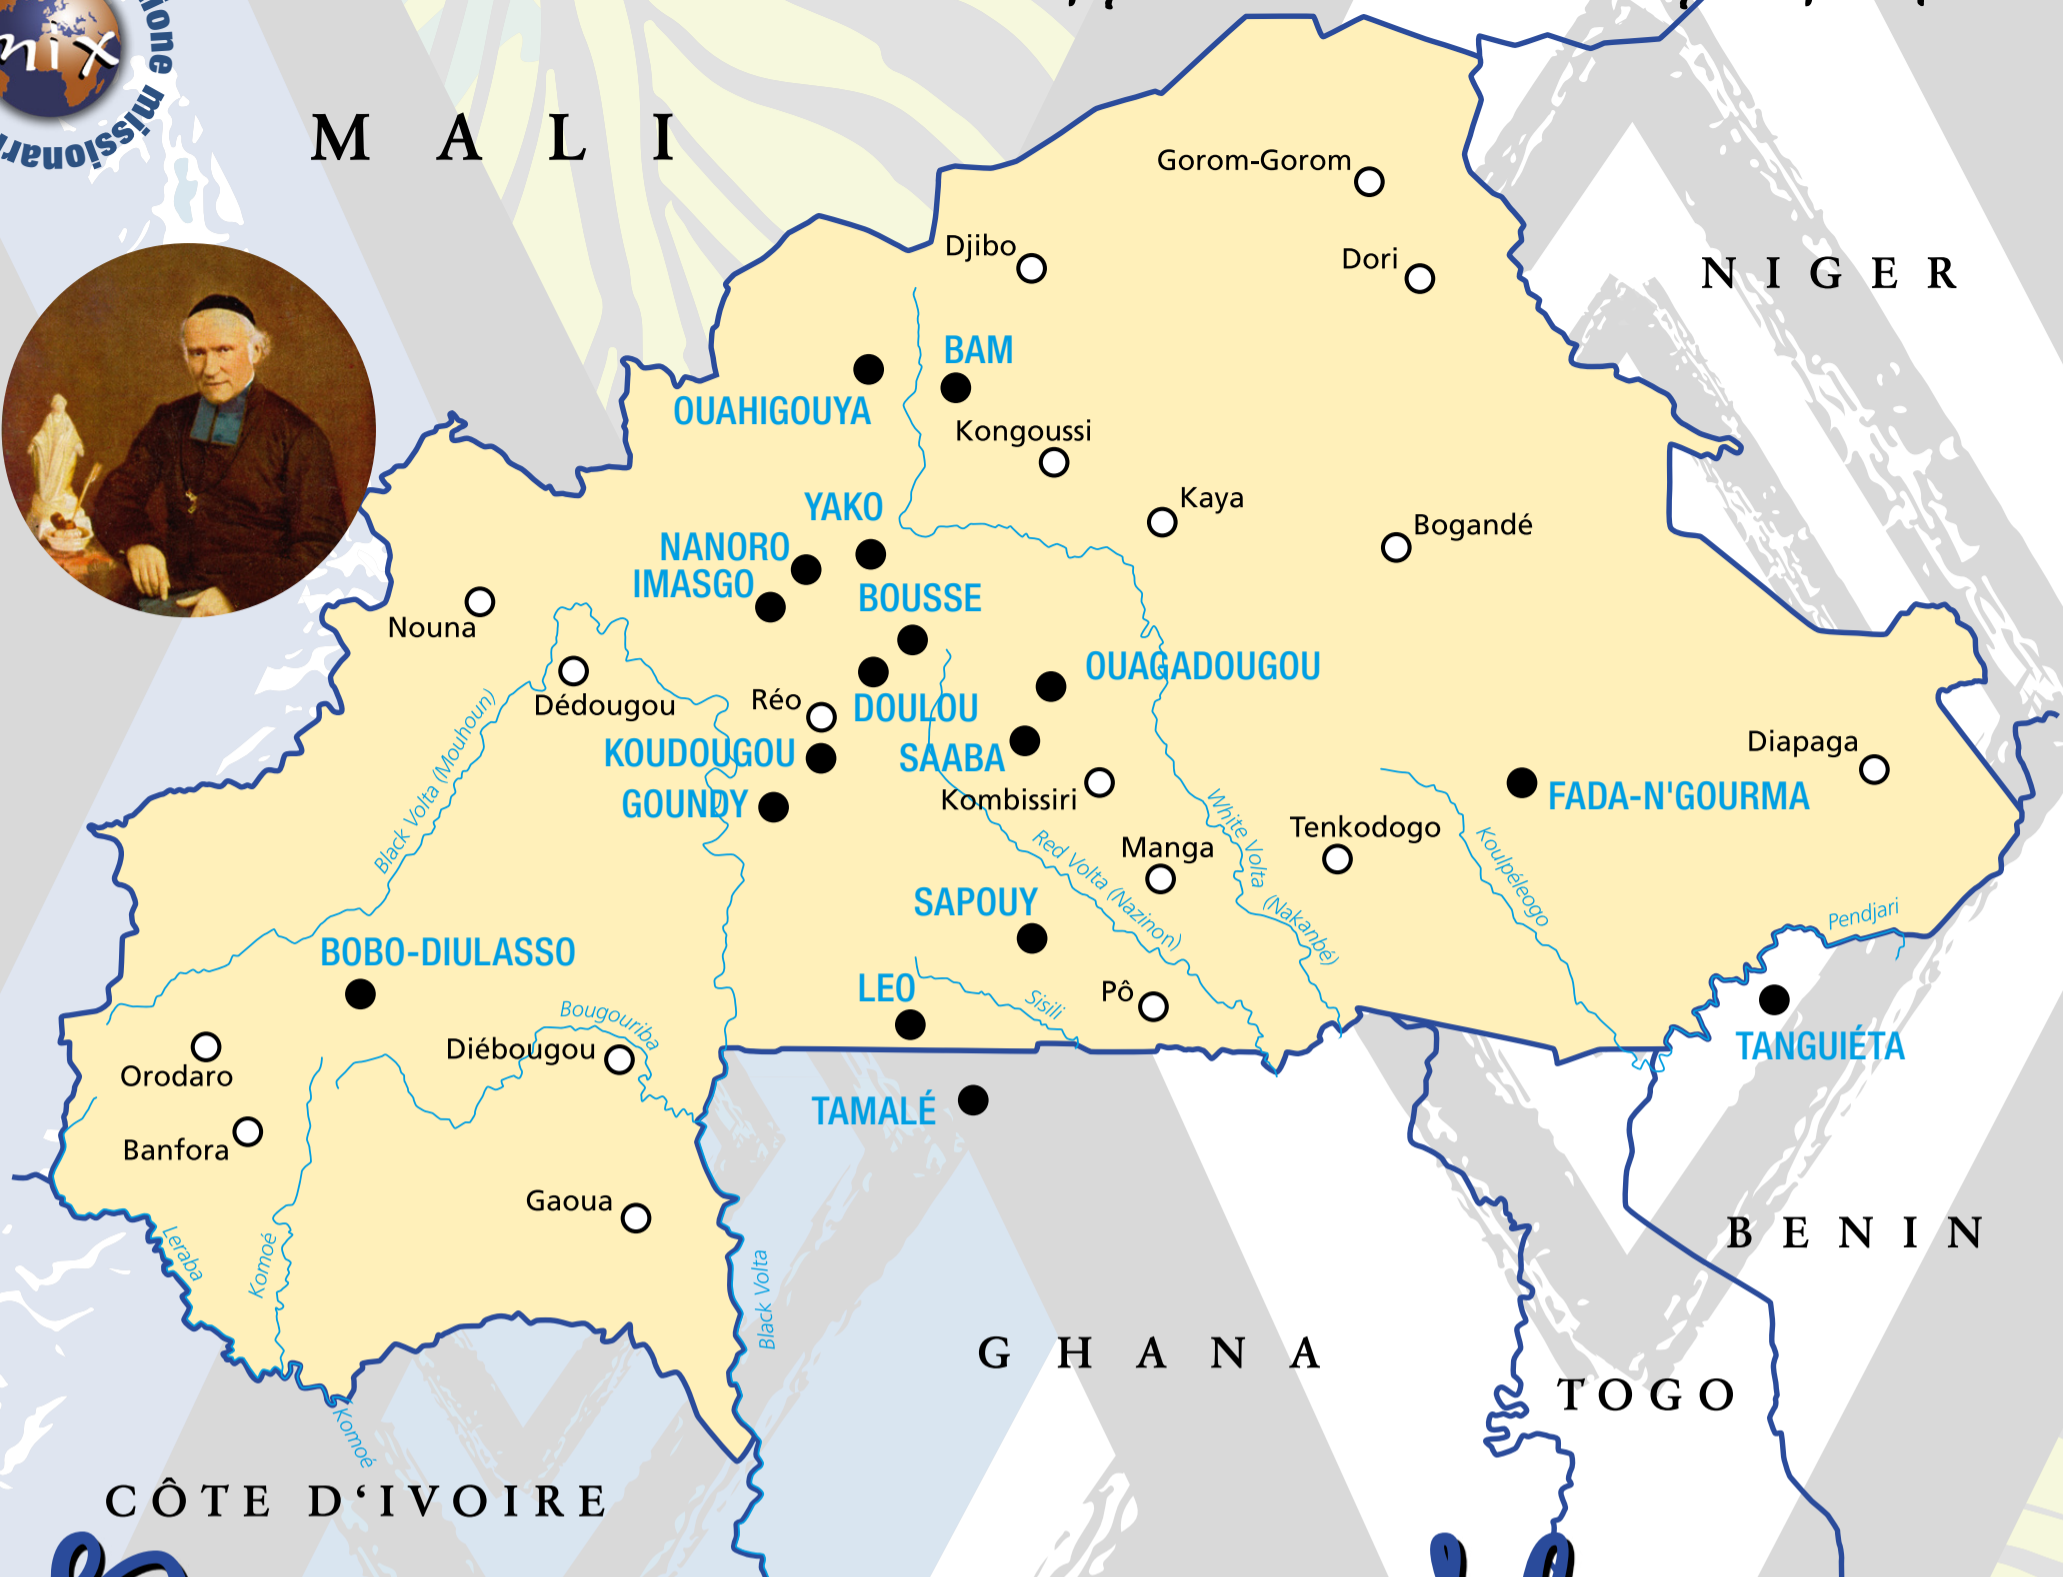 nix
ione missionari
MALI
NIGER
Gorom-Gorom
Djibo
Dori
BAM
OUAHIGOUYA
Kongoussi
Kaya
YAKO
Bogandé
NANORO
IMASGO
BOUSSE
Nouna
OUAGADOUGOU
Dédougou
Réo
DOULOU
Black Volta (Mouhoun)
KOUDOUGOU
SAABA
Diapaga
FADA-N'GOURMA
GOUNDY
Kombissiri
White Volta (Nakanbé)
Tenkodogo
Koulpéleogo
Manga
Red Volta (Nazinon)
SAPOUY
Pendjari
BOBO-DIULASSO
LEO
Sisili
Pô
Bougouriba
Diébougou
TANGUIÉTA
Orodaro
TAMALÉ
Banfora
Gaoua
Leraba
Komoé
Black Volta
BENIN
GHANA
TOGO
Komoé
CÔTE D‘IVOIRE